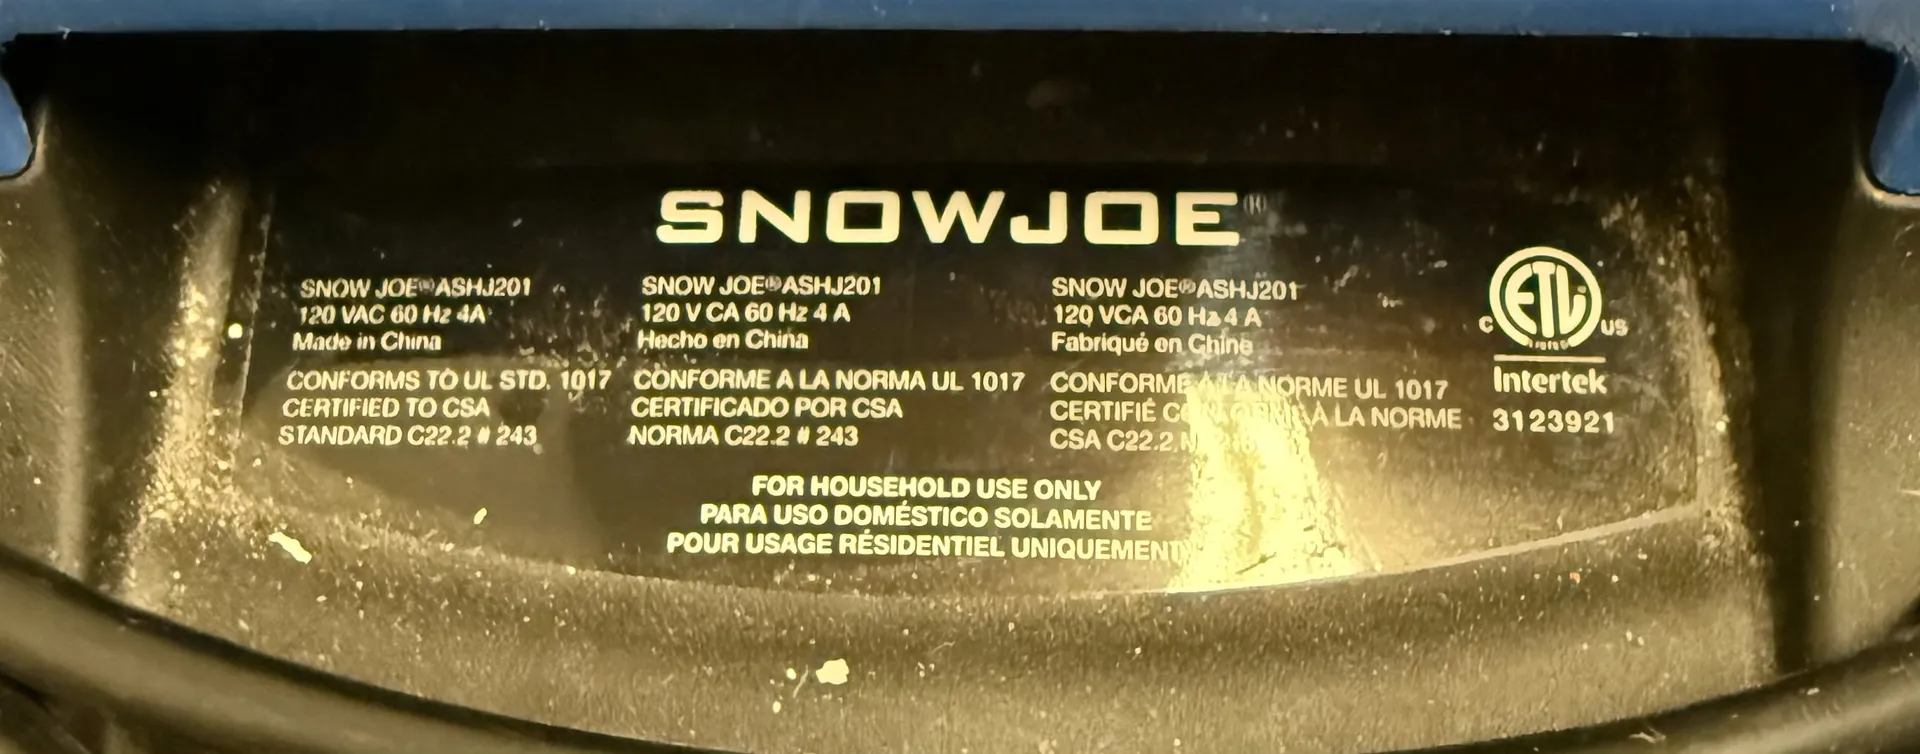 SNOWJOE®
SNOW JOE® ASHJ201
120 VAC 60 Hz 4A
Made in China
CONFORMS TO UL STD. 1017
CERTIFIED TO CSA
STANDARD C22.2 # 243
SNOW JOE® ASHJ201
120 V CA 60 Hz 4 A
Hecho en China
CONFORME A LA NORMA UL 1017
CERTIFICADO POR CSA
NORMA C22.2 # 243
SNOW JOE® ASHJ201
120 VCA 60 Hz 4 A
Fabriqué en Chine
CONFORME À LA NORME UL 1017
CERTIFIÉ CONFORME À LA NORME
CSA C22.2
ETL
C US
Intertek
3123921
FOR HOUSEHOLD USE ONLY
PARA USO DOMÉSTICO SOLAMENTE
POUR USAGE RÉSIDENTIEL UNIQUEMENT